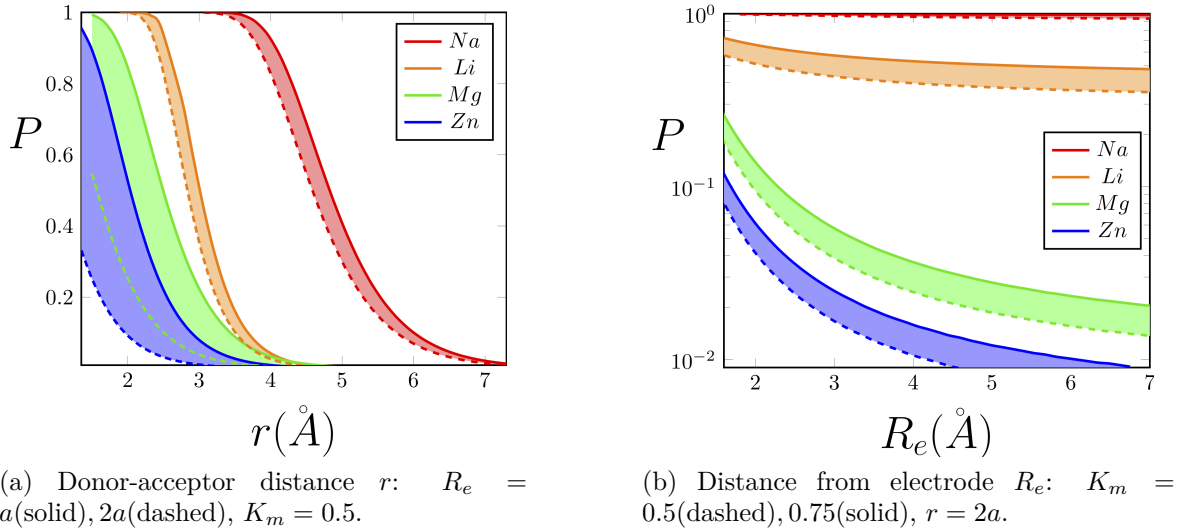 1
0.8
0.6
0.4
0.2
P
2 3 4 5 6 7
r(Å)
Na
Li
Mg
Zn
(a) Donor-acceptor distance r: R_e =
a(solid), 2a(dashed), K_m = 0.5.
10^0
10^{-1}
10^{-2}
P
2 3 4 5 6 7
R_e(Å)
Na
Li
Mg
Zn
(b) Distance from electrode R_e: K_m =
0.5(dashed), 0.75(solid), r = 2a.